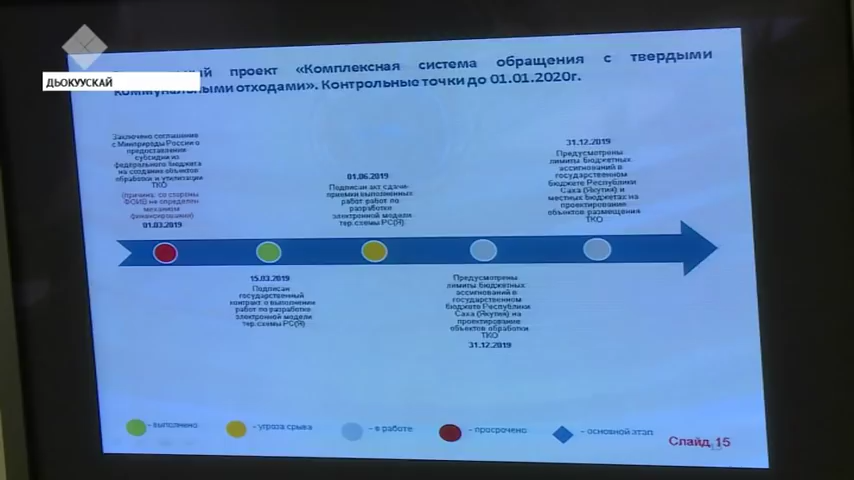 ДЬОКУУСКАЙ
проект «Комплексная система обращения с твердыми
коммунальными отходами». Контрольные точки до 01.01.2020г.
Заключено соглашение
с Минприроды России о
предоставлении
субсидии из
федерального бюджета
на создание объектов
обработки и утилизации
ТКО
(причина: со стороны
ФОИВ не определен
механизм
финансирования)
01.03.2019
15.03.2019
Подписан
государственный
контракт о выполнении
работ по разработке
электронной модели
тер.схемы РС(Я)
01.06.2019
Подписан акт сдачи-
приемки выполненных
работ работ по
разработке
электронной модели
тер.схемы РС(Я)
Предусмотрены
лимиты бюджетных
ассигнований в
государственном
бюджете Республики
Саха (Якутия) на
проектирование
объектов обработки
ТКО
31.12.2019
31.12.2019
Предусмотрены
лимиты бюджетных
ассигнований в
государственном
бюджете Республики
Саха (Якутия) и
местных бюджетах на
проектирование
объектов размещения
ТКО
- выполнено
- угроза срыва
- в работе
- просрочено
- основной этап
Слайд 15